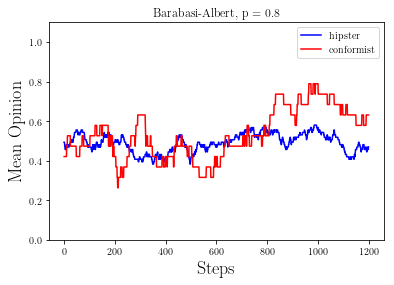 Barabasi-Albert, p = 0.8
hipster
conformist
Mean Opinion
1.0
0.8
0.6
0.4
0.2
0.0
0 200 400 600 800 1000 1200
Steps